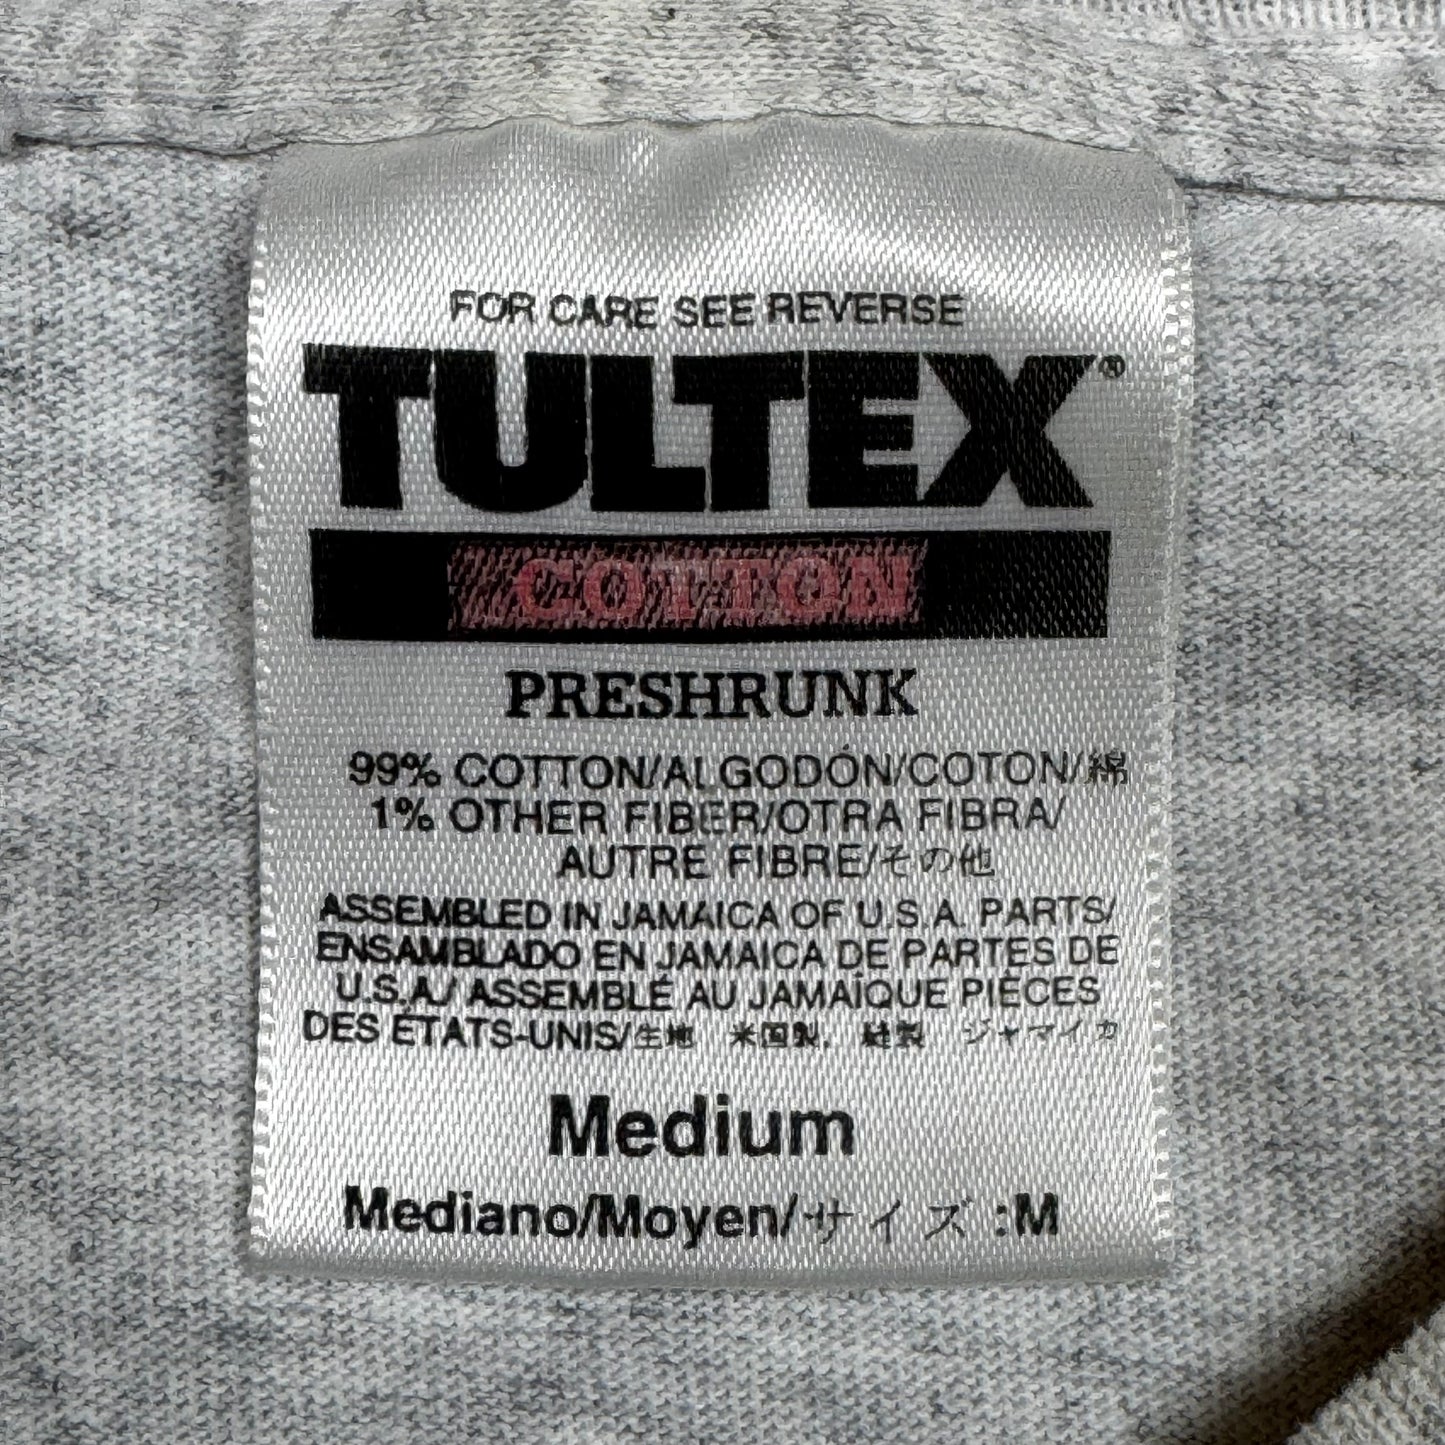 FOR CARE SEE REVERSE
TULTEX®
COTTON
PRESHRUNK
99% COTTON/ALGODÓN/COTON/綿
1% OTHER FIBER/OTRA FIBRA/
AUTRE FIBRE/その他
ASSEMBLED IN JAMAICA OF U.S.A. PARTS/
ENSAMBLADO EN JAMAICA DE PARTES DE
U.S.A./ ASSEMBLÉ AU JAMAÏQUE PIÈCES
DES ÉTATS-UNIS/生地 米国製. 縫製 ジャマイカ
Medium
Mediano/Moyen/サイズ :M